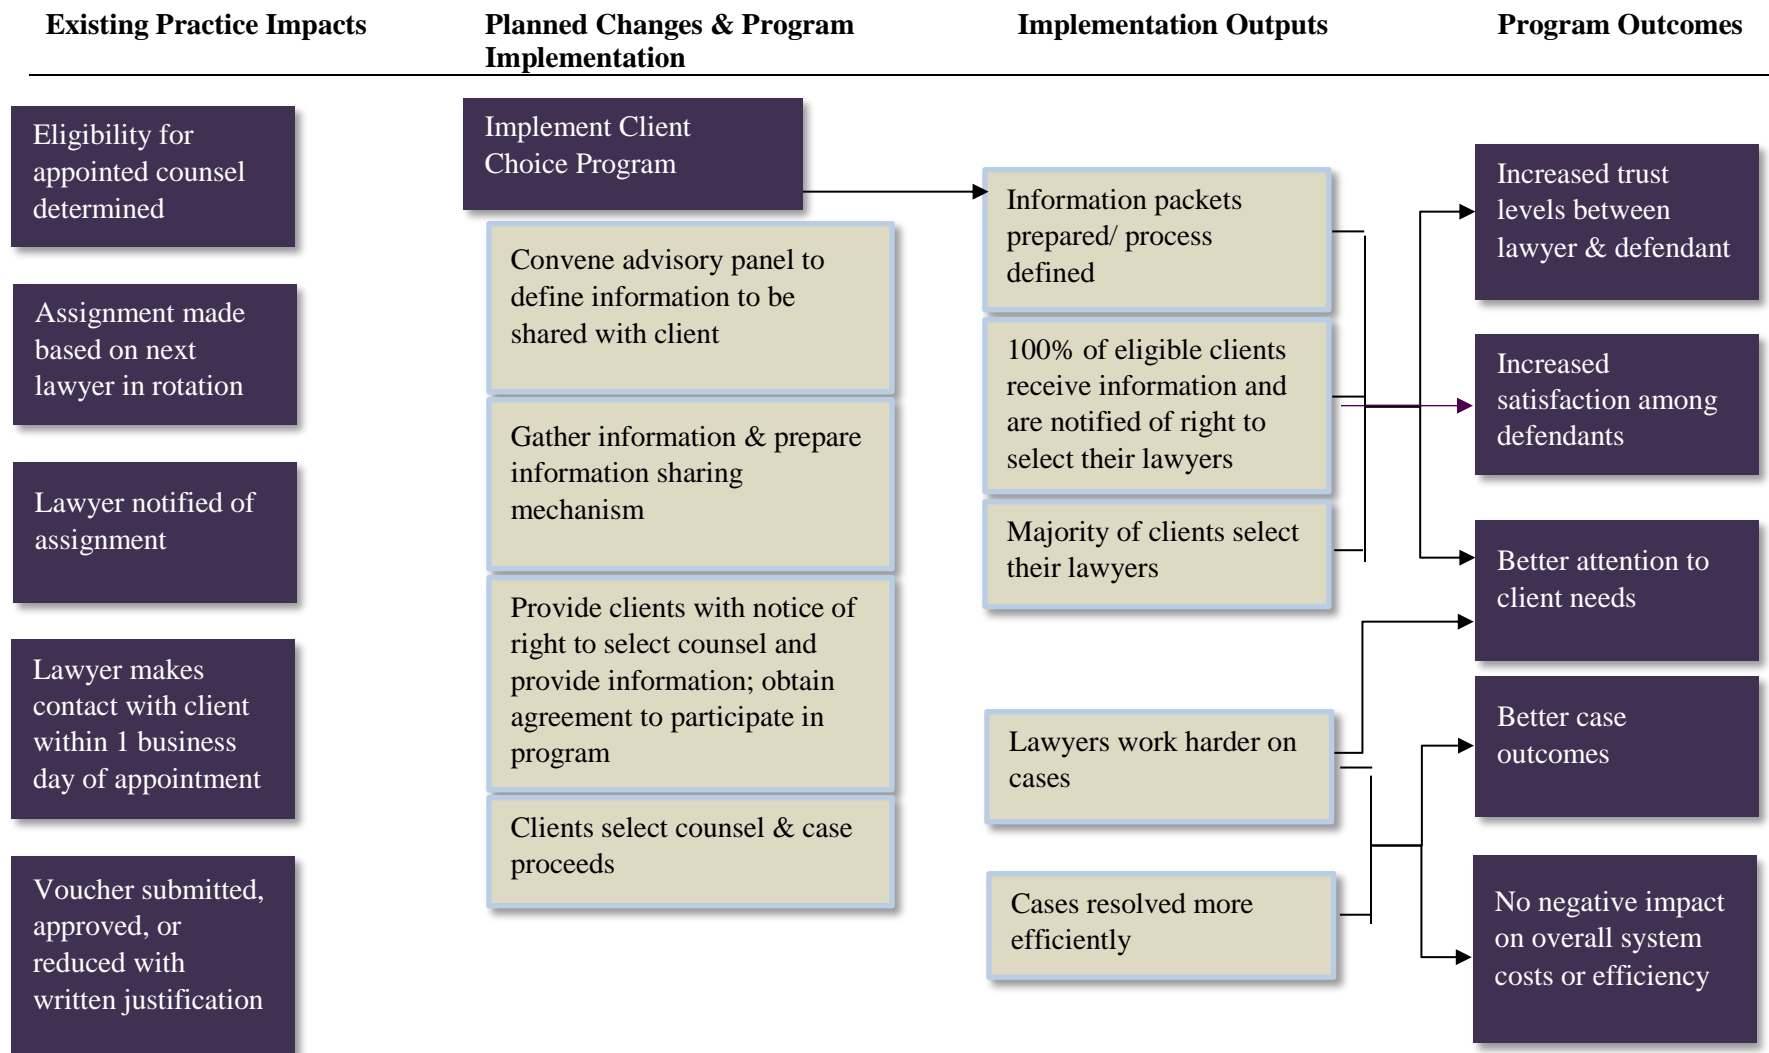 Existing Practice Impacts
Planned Changes & Program
Implementation
Implementation Outputs
Program Outcomes
Eligibility for
appointed counsel
determined
Assignment made
based on next
lawyer in rotation
Lawyer notified of
assignment
Lawyer makes
contact with client
within 1 business
day of appointment
Voucher submitted,
approved, or
reduced with
written justification
Implement Client
Choice Program
Convene advisory panel to
define information to be
shared with client
Gather information & prepare
information sharing
mechanism
Provide clients with notice of
right to select counsel and
provide information; obtain
agreement to participate in
program
Clients select counsel & case
proceeds
Information packets
prepared/ process
defined
100% of eligible clients
receive information and
are notified of right to
select their lawyers
Majority of clients select
their lawyers
Lawyers work harder on
cases
Cases resolved more
efficiently
Increased trust
levels between
lawyer & defendant
Increased
satisfaction among
defendants
Better attention to
client needs
Better case
outcomes
No negative impact
on overall system
costs or efficiency